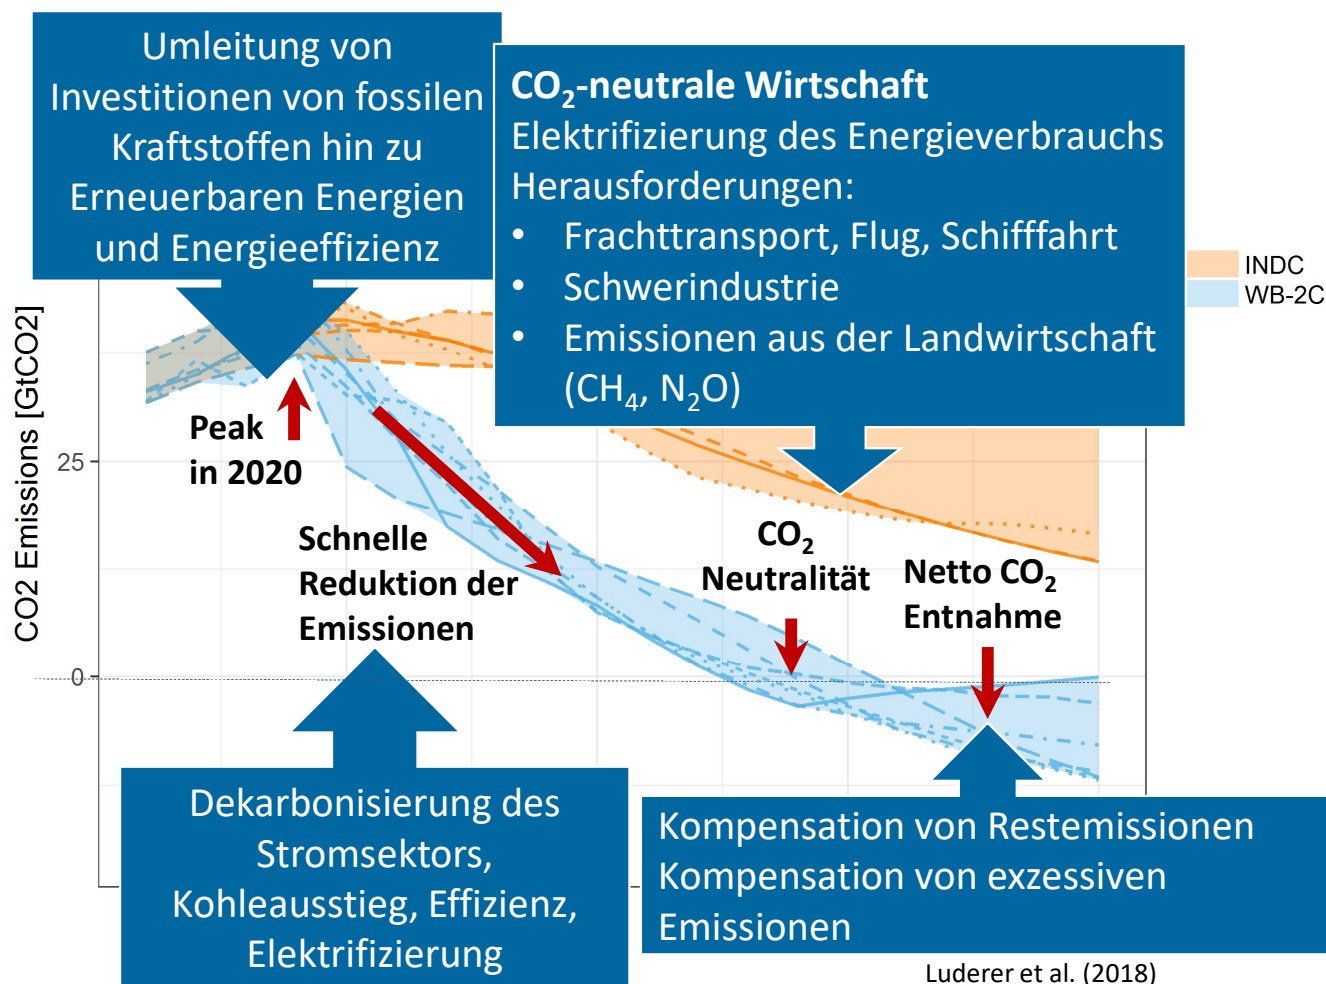 Umleitung von
Investitionen von fossilen
Kraftstoffen hin zu
Erneuerbaren Energien
und Energieeffizienz
CO₂-neutrale Wirtschaft
Elektrifizierung des Energieverbrauchs
Herausforderungen:
• Frachttransport, Flug, Schifffahrt
• Schwerindustrie
• Emissionen aus der Landwirtschaft
(CH₄, N₂O)
INDC
WB-2C
CO2 Emissions [GtCO2]
25
0
Peak
in 2020
Schnelle
Reduktion der
Emissionen
CO₂
Neutralität
Netto CO₂
Entnahme
Dekarbonisierung des
Stromsektors,
Kohleausstieg, Effizienz,
Elektrifizierung
Kompensation von Restemissionen
Kompensation von exzessiven
Emissionen
Luderer et al. (2018)